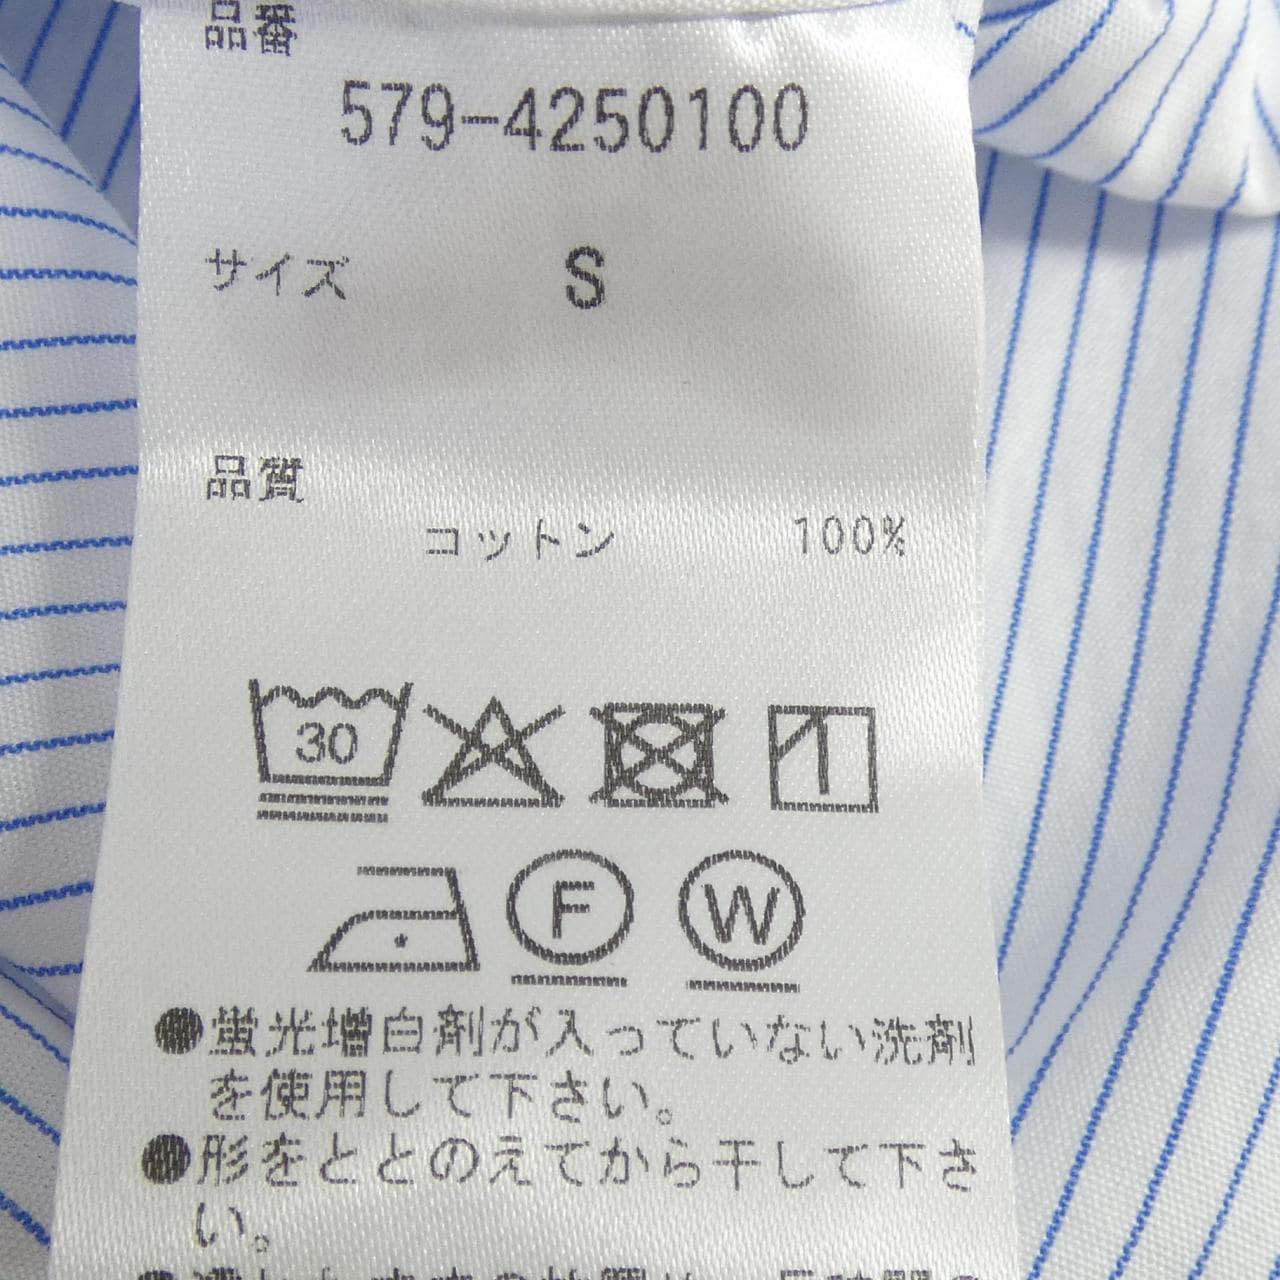 品番
579-4250100
サイズ S
品質
コットン 100%
30
F W
●蛍光増白剤が入っていない洗剤
を使用して下さい。
●形をととのえてから干して下さ
い。